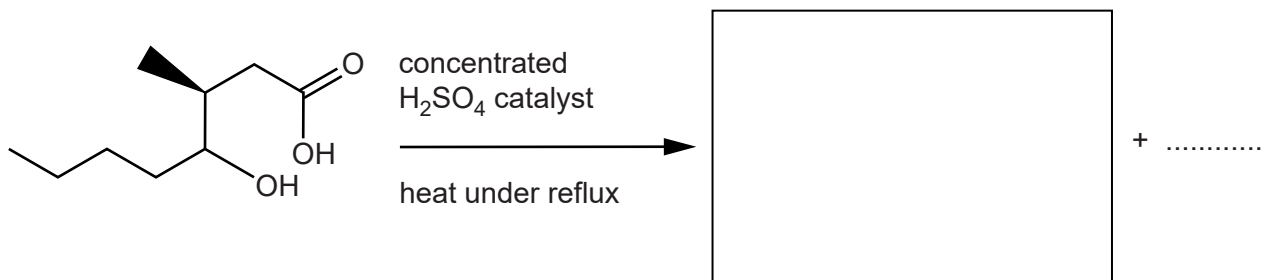 O
OH
OH
concentrated
H₂SO₄ catalyst
heat under reflux
+ ............